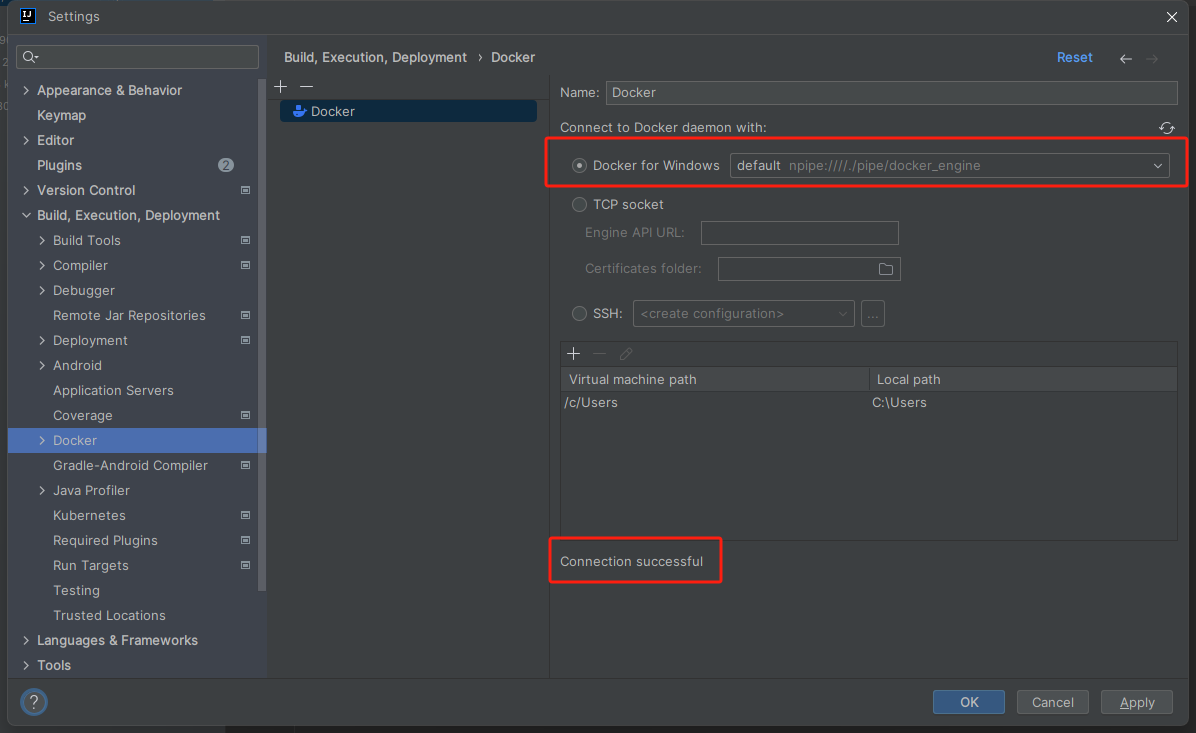 Settings
Build, Execution, Deployment › Docker
Reset
Appearance & Behavior
Keymap
Editor
Plugins 2
Version Control
Build, Execution, Deployment
Build Tools
Compiler
Debugger
Remote Jar Repositories
Deployment
Android
Application Servers
Coverage
Docker
Gradle-Android Compiler
Java Profiler
Kubernetes
Required Plugins
Run Targets
Testing
Trusted Locations
Languages & Frameworks
Tools
Docker
Name: Docker
Connect to Docker daemon with:
Docker for Windows default npipe:////./pipe/docker_engine
TCP socket
Engine API URL:
Certificates folder:
SSH: <create configuration> ...
Virtual machine path Local path
/c/Users C:\Users
Connection successful
? OK Cancel Apply